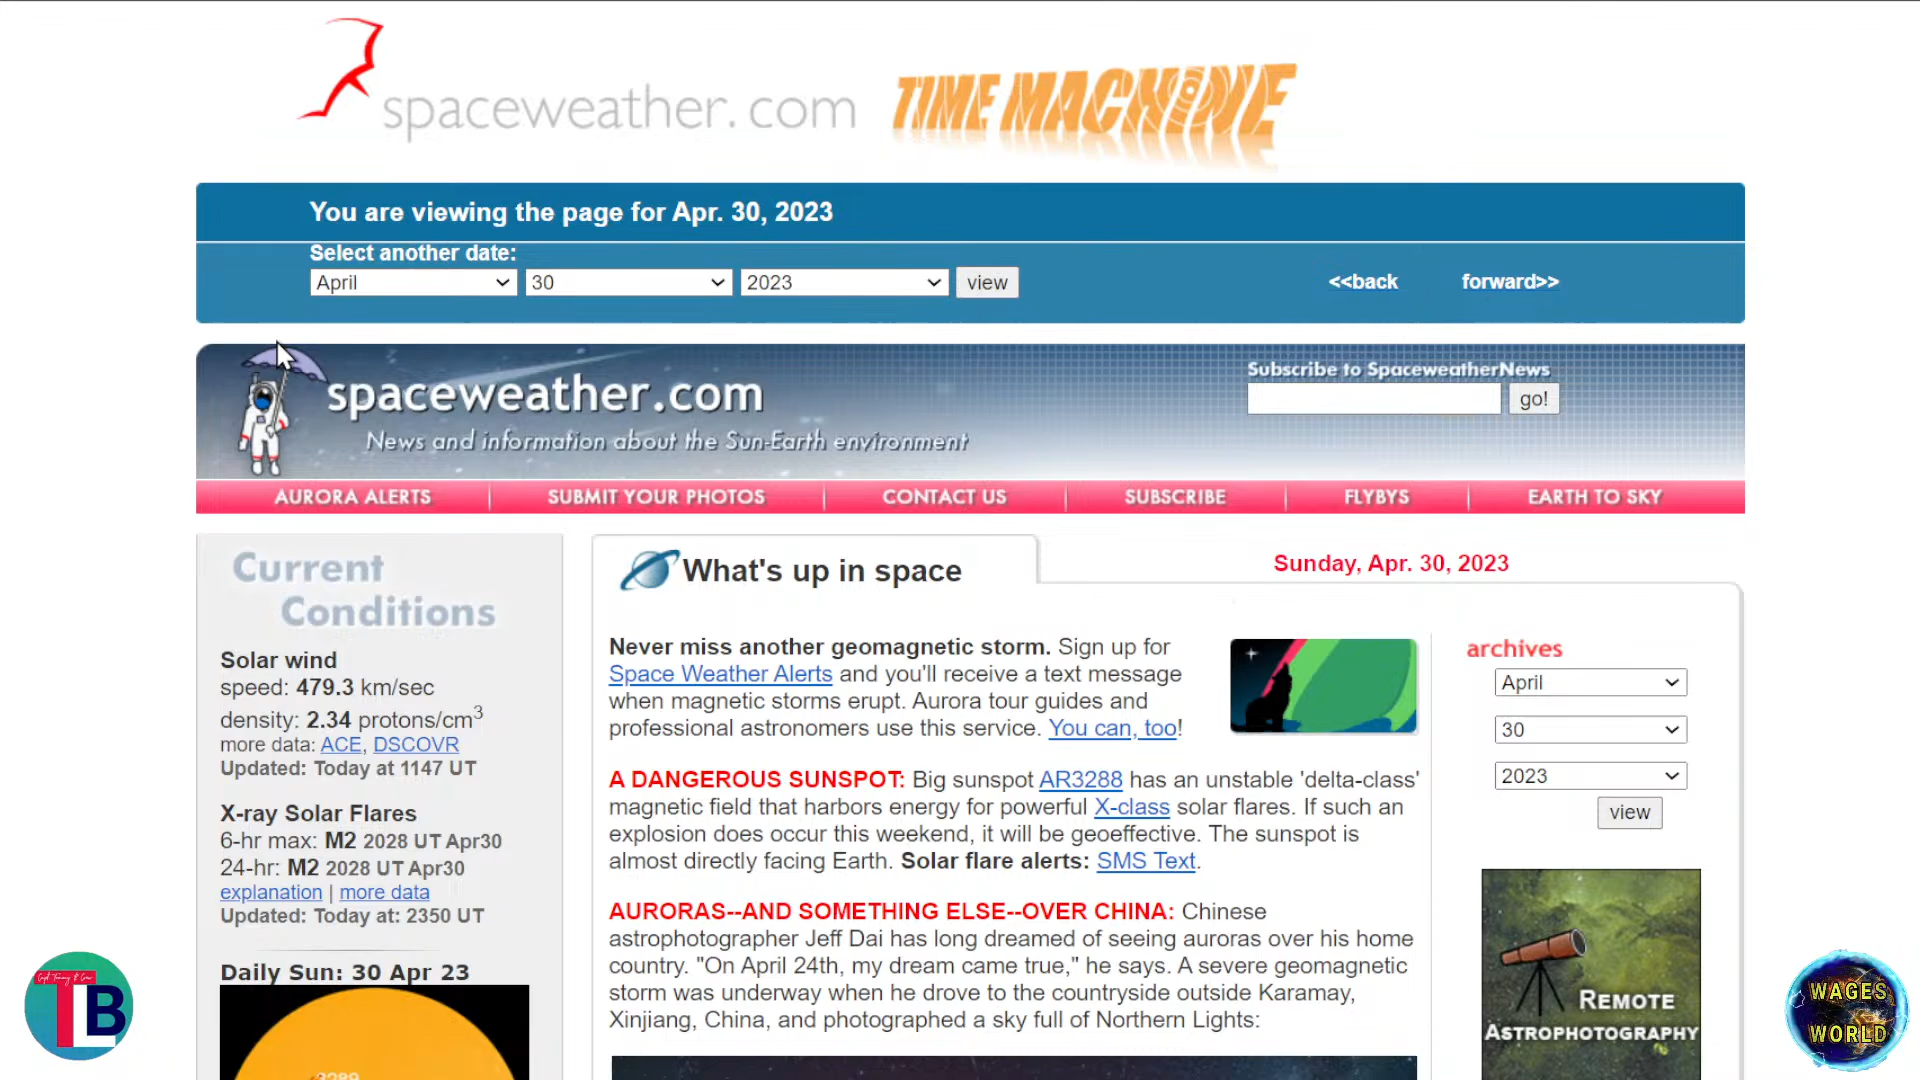 spaceweather.com TIME MACHINE
You are viewing the page for Apr. 30, 2023
Select another date:
April 30 2023 view <<back forward>>
Subscribe to SpaceweatherNews
go!
spaceweather.com
News and information about the Sun-Earth environment
AURORA ALERTS SUBMIT YOUR PHOTOS CONTACT US SUBSCRIBE FLYBYS EARTH TO SKY
Current
Conditions
Solar wind
speed: 479.3 km/sec
density: 2.34 protons/cm3
more data: ACE, DSCOVR
Updated: Today at 1147 UT
X-ray Solar Flares
6-hr max: M2 2028 UT Apr30
24-hr: M2 2028 UT Apr30
explanation | more data
Updated: Today at: 2350 UT
Daily Sun: 30 Apr 23
3289
What's up in space
Sunday, Apr. 30, 2023
Never miss another geomagnetic storm. Sign up for
Space Weather Alerts and you'll receive a text message
when magnetic storms erupt. Aurora tour guides and
professional astronomers use this service. You can, too!
A DANGEROUS SUNSPOT: Big sunspot AR3288 has an unstable 'delta-class'
magnetic field that harbors energy for powerful X-class solar flares. If such an
explosion does occur this weekend, it will be geoeffective. The sunspot is
almost directly facing Earth. Solar flare alerts: SMS Text.
AURORAS--AND SOMETHING ELSE--OVER CHINA: Chinese
astrophotographer Jeff Dai has long dreamed of seeing auroras over his home
country. "On April 24th, my dream came true," he says. A severe geomagnetic
storm was underway when he drove to the countryside outside Karamay,
Xinjiang, China, and photographed a sky full of Northern Lights:
archives
April
30
2023
view
REMOTE
ASTROPHOTOGRAPHY
TB
WAGES
WORLD